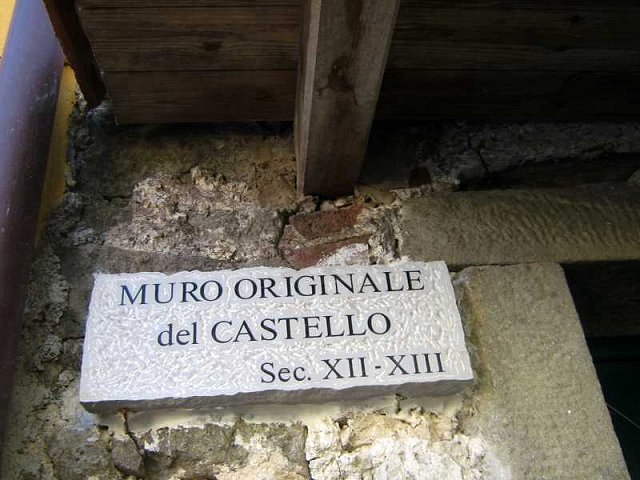 MURO ORIGINALE
del CASTELLO
Sec. XII - XIII